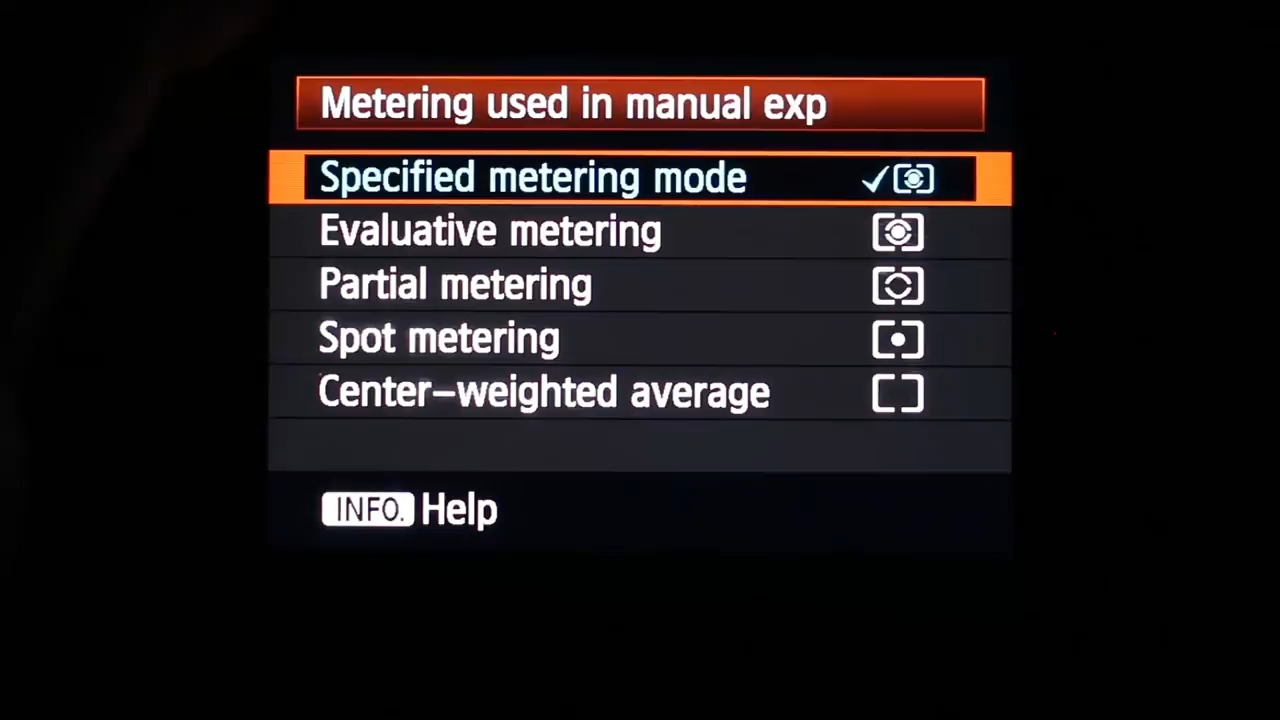 Metering used in manual exp
Specified metering mode
Evaluative metering
Partial metering
Spot metering
Center-weighted average
INFO. Help